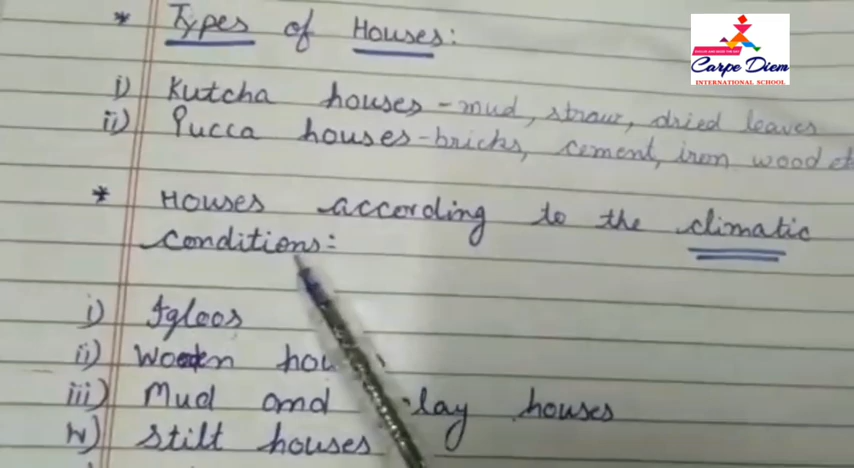 Carpe Diem
INTERNATIONAL SCHOOL
* Types of Houses:
i) Kutcha houses - mud, straw, dried leaves
ii) Pucca houses - bricks, cement, iron wood
* Houses according to the climatic
conditions:
i) Igloos
ii) Wooden
iii) Mud and houses
iv) Stilt houses